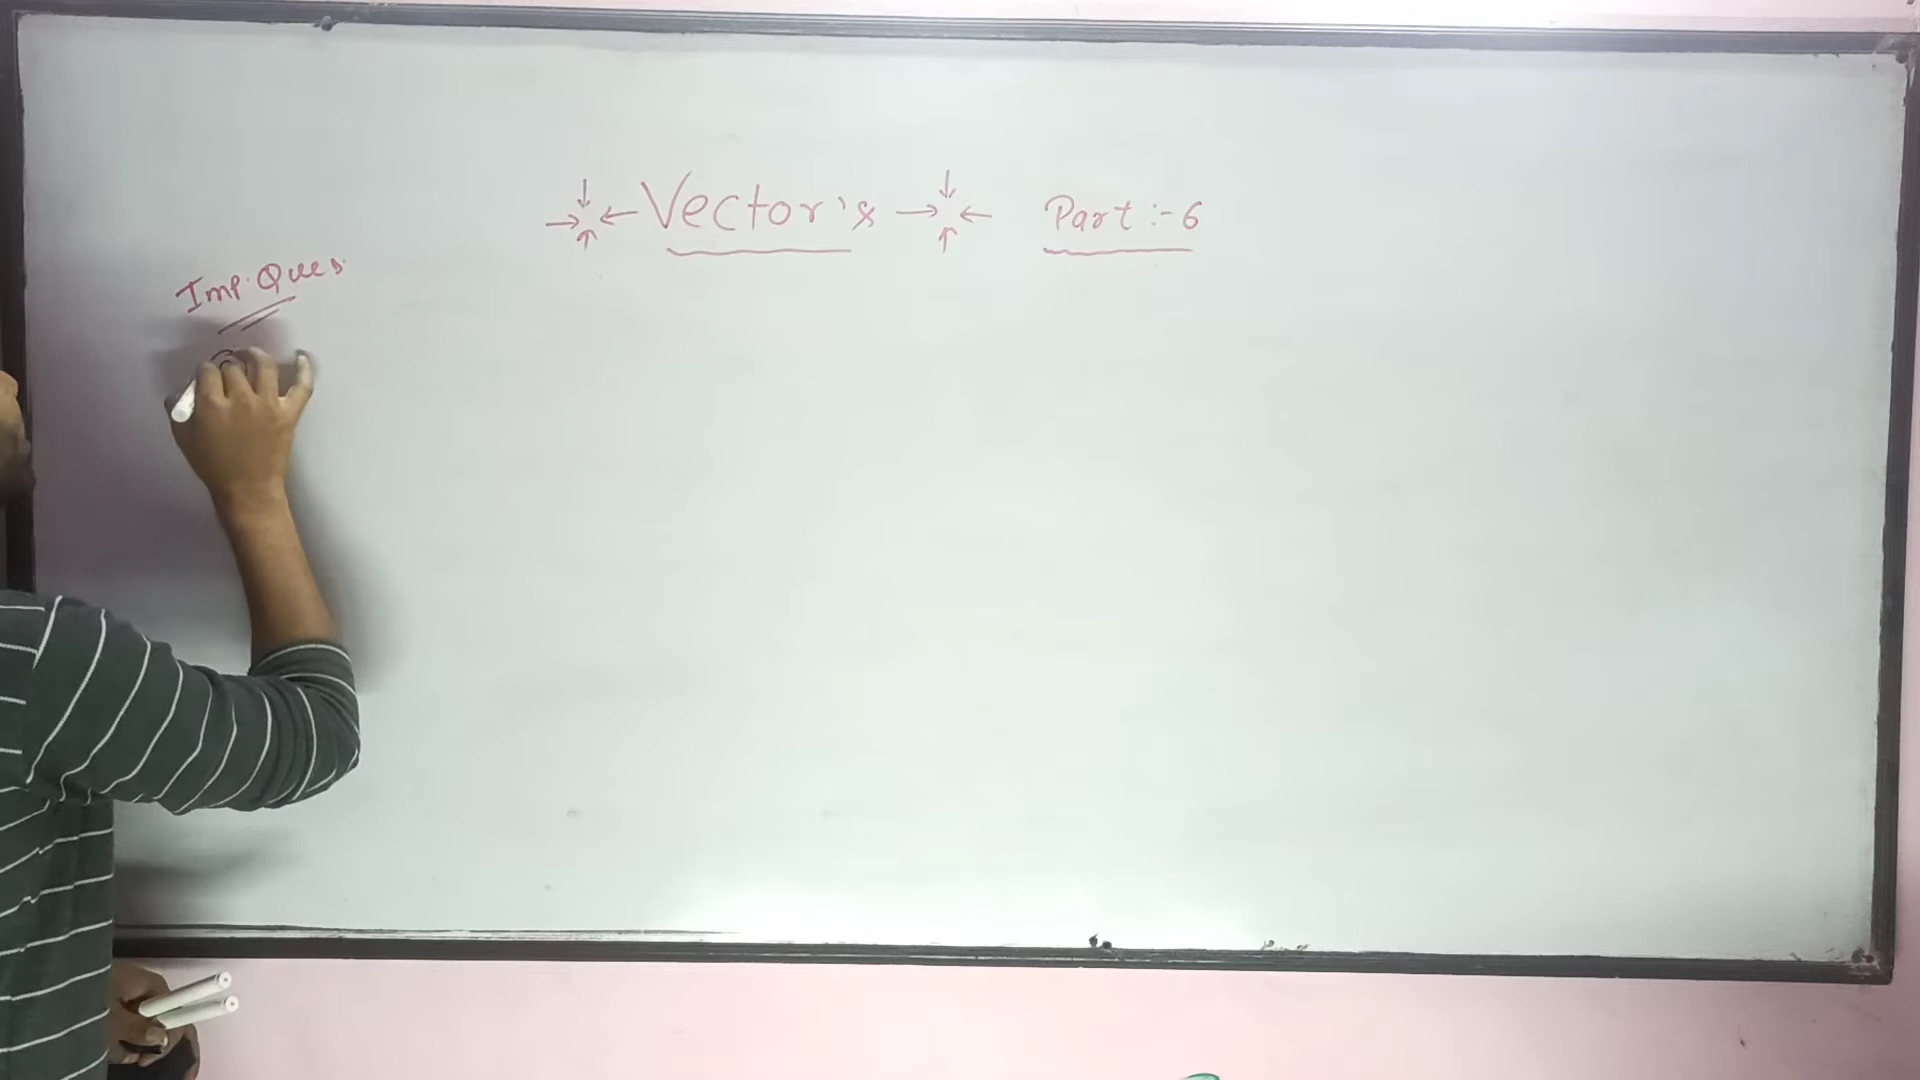 Vector's Part :- 6
Imp. Ques.